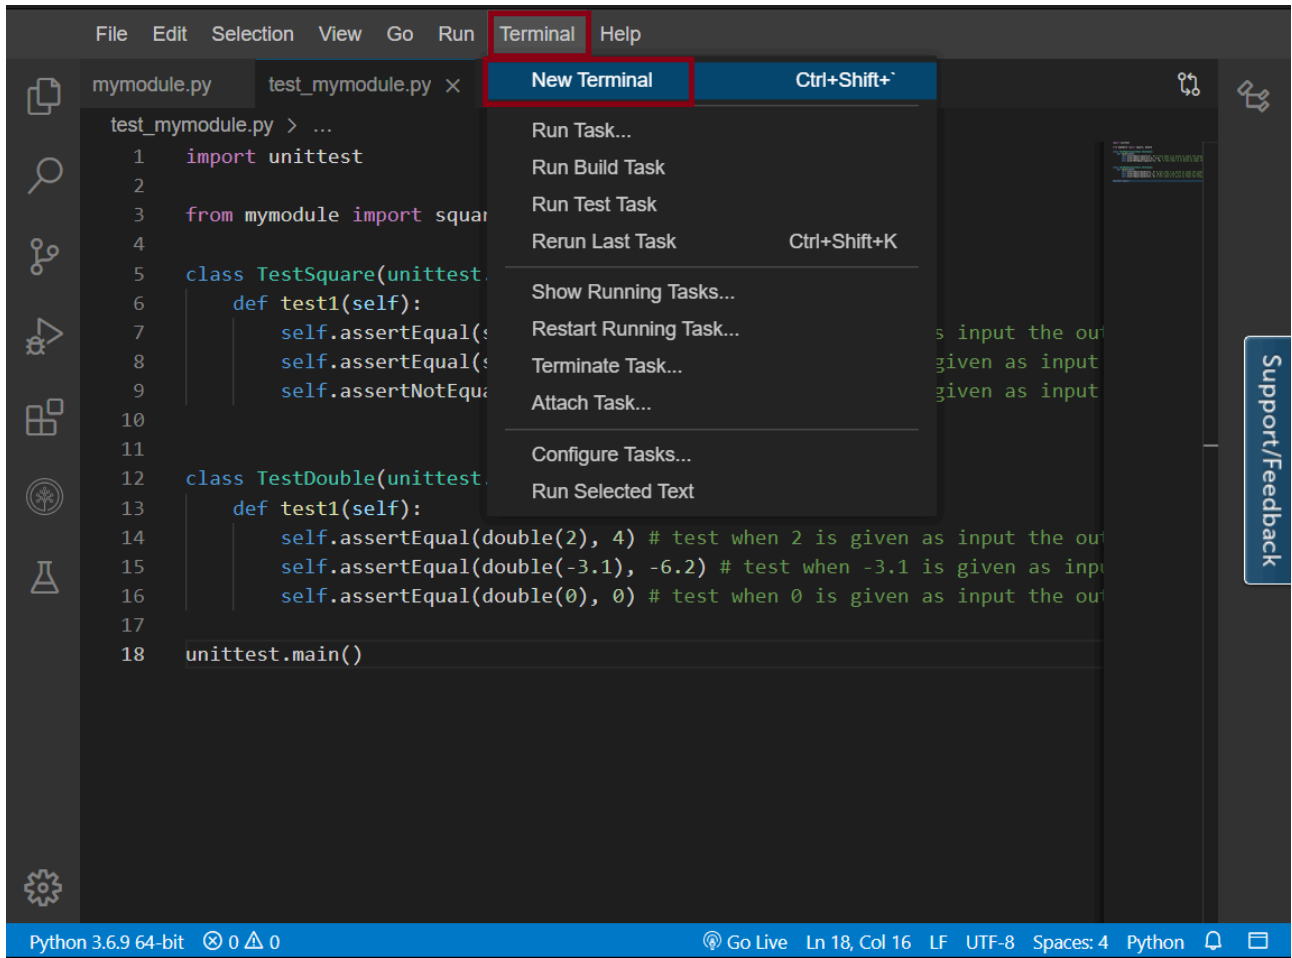 File Edit Selection View Go Run Terminal Help
mymodule.py test_mymodule.py ×
New Terminal Ctrl+Shift+`
Run Task...
Run Build Task
Run Test Task
Rerun Last Task Ctrl+Shift+K
Show Running Tasks...
Restart Running Task...
Terminate Task...
Attach Task...
Configure Tasks...
Run Selected Text
test_mymodule.py > ...
1 import unittest
2
3 from mymodule import squar
4
5 class TestSquare(unittest.
6 def test1(self):
7 self.assertEqual( input the
8 self.assertEqual( given as input
9 self.assertNotEqua given as input
10
11
12 class TestDouble(unittest.
13 def test1(self):
14 self.assertEqual(double(2), 4) # test when 2 is given as input the
15 self.assertEqual(double(-3.1), -6.2) # test when -3.1 is given as
16 self.assertEqual(double(0), 0) # test when 0 is given as input the
17
18 unittest.main()
Support/Feedback
Python 3.6.9 64-bit 0 0 Go Live Ln 18, Col 16 LF UTF-8 Spaces: 4 Python